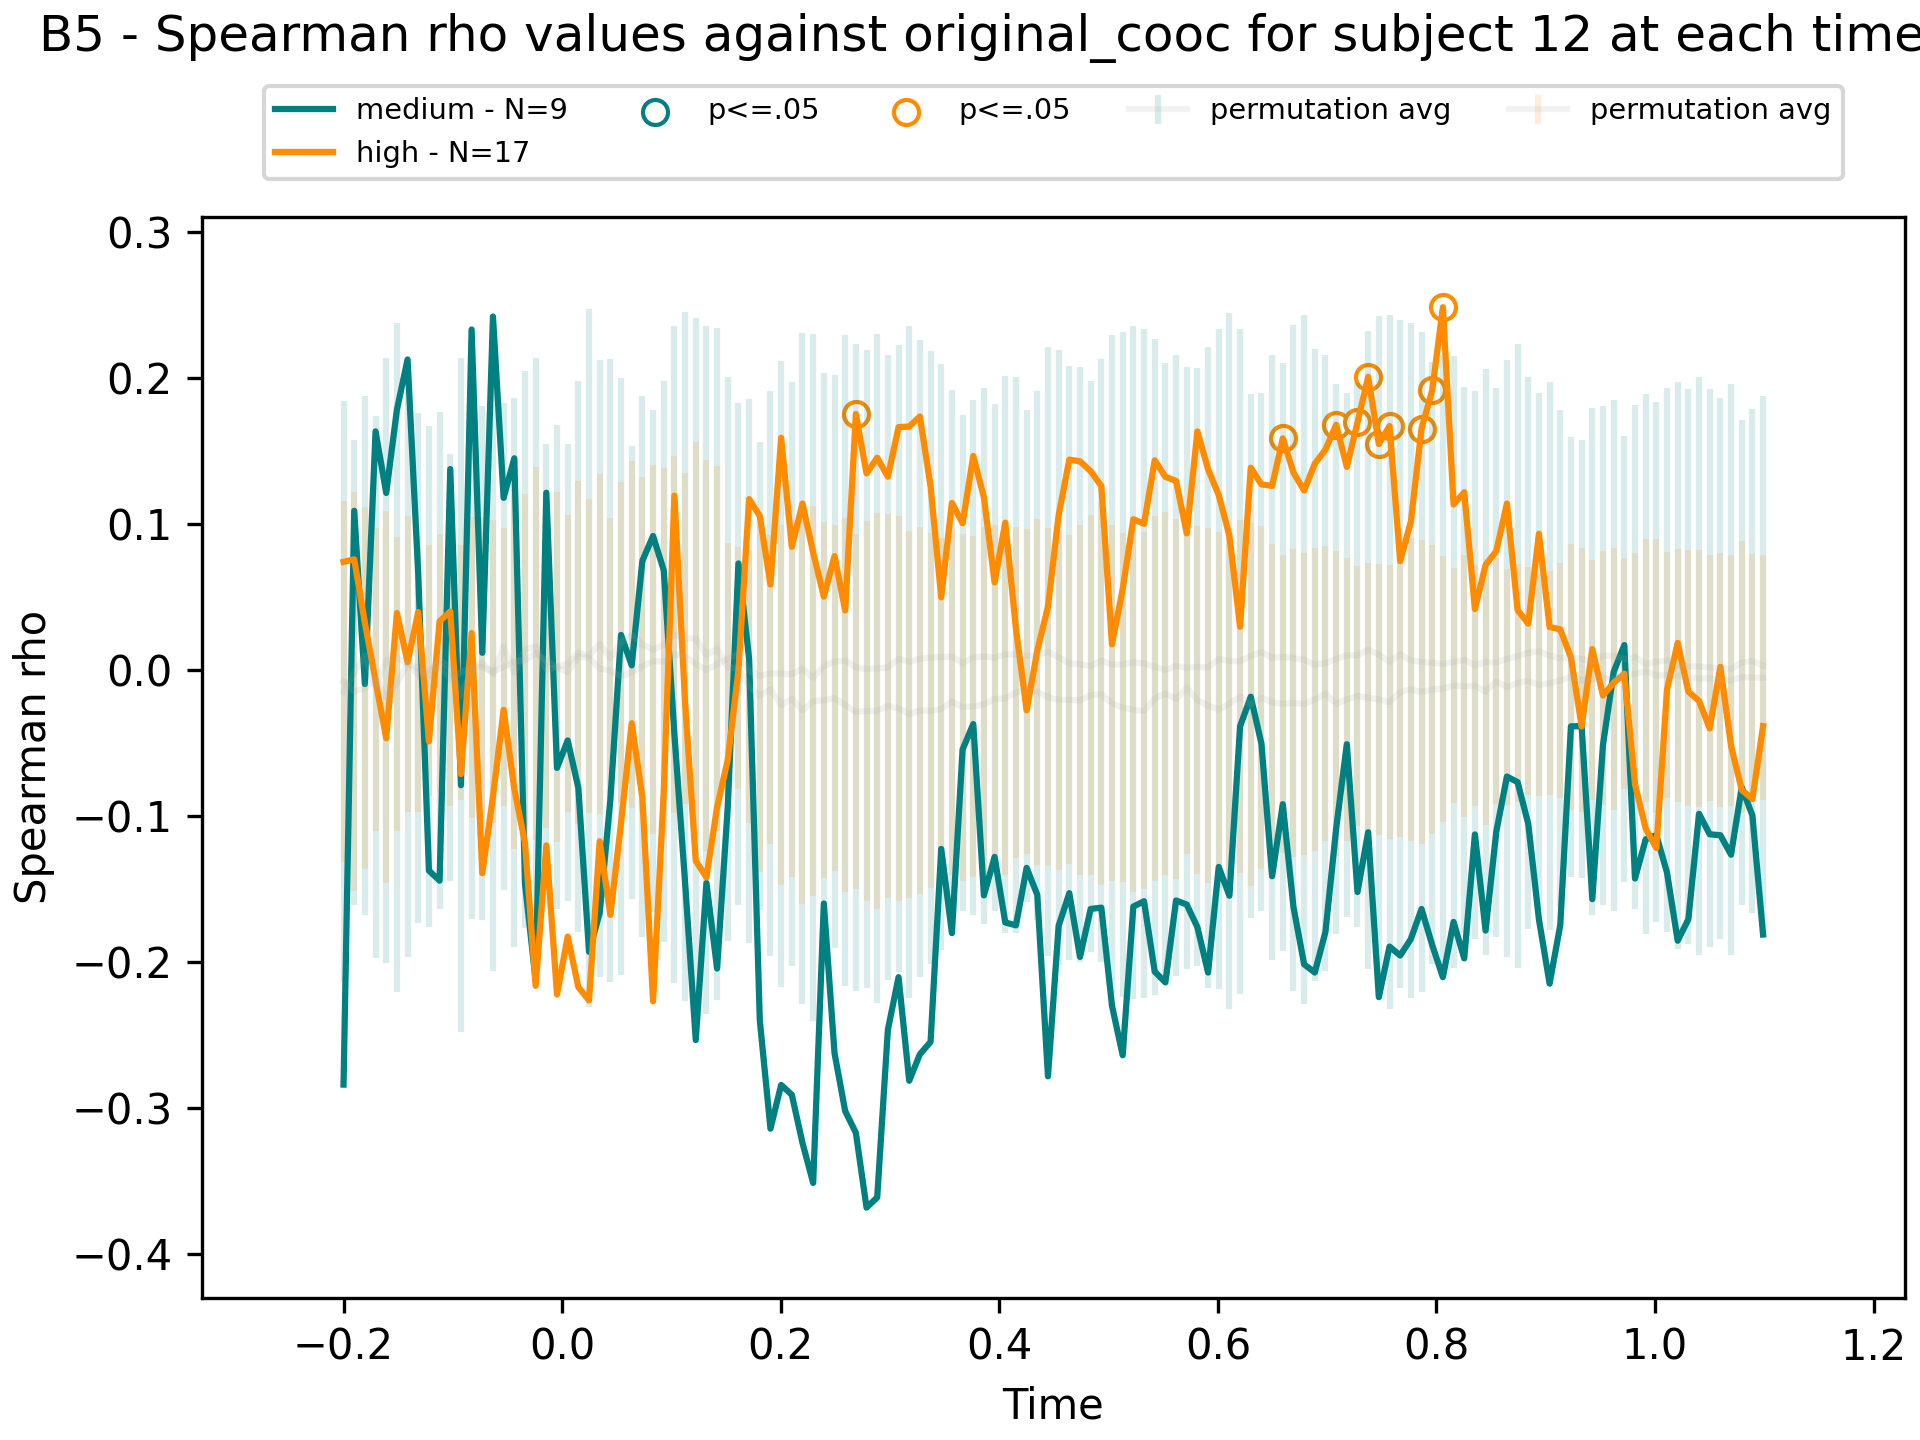 B5 - Spearman rho values against original_cooc for subject 12 at each time
medium - N=9
high - N=17
p<=.05
p<=.05
permutation avg
permutation avg
0.3
0.2
0.1
0.0
−0.1
−0.2
−0.3
−0.4
Spearman rho
−0.2 0.0 0.2 0.4 0.6 0.8 1.0 1.2
Time